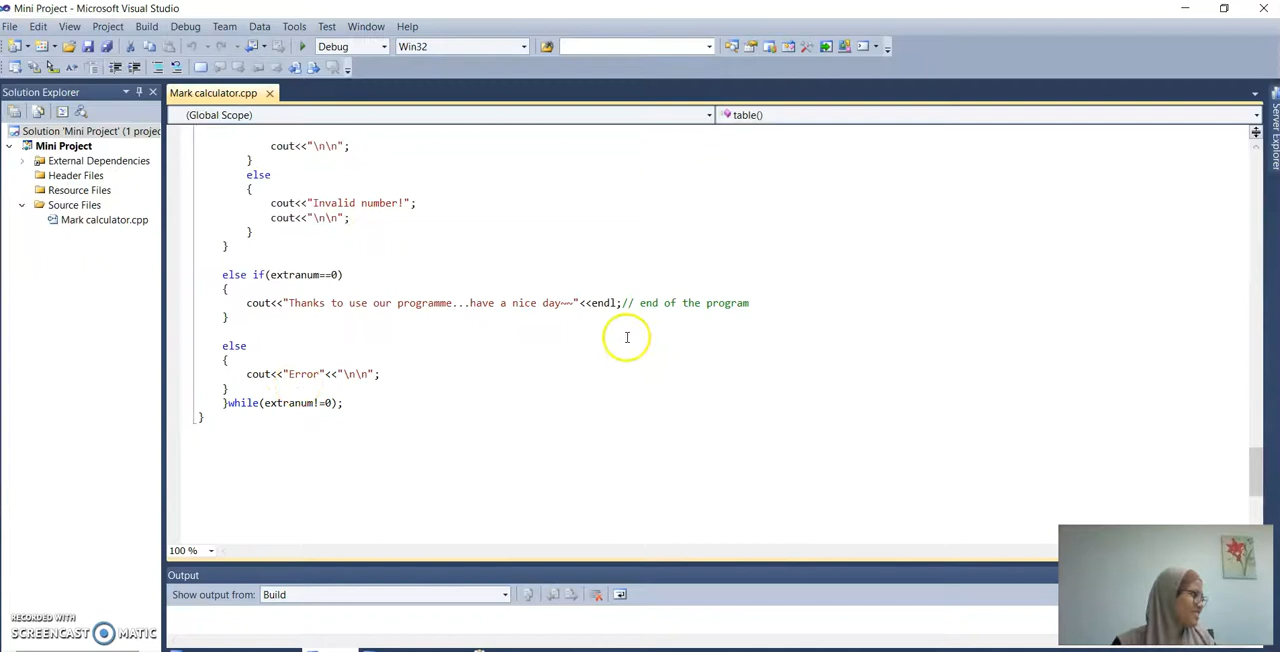 Mini Project - Microsoft Visual Studio
File Edit View Project Build Debug Team Data Tools Test Window Help
Debug Win32
Solution Explorer
Mark calculator.cpp
(Global Scope) table()
Solution 'Mini Project' (1 projec
Mini Project
External Dependencies
Header Files
Resource Files
Source Files
Mark calculator.cpp
Server Explorer
cout<<"\n\n";
}
else
{
cout<<"Invalid number!";
cout<<"\n\n";
}
}
else if(extranum==0)
{
cout<<"Thanks to use our programme...have a nice day~~"<<endl;// end of the program
}
else
{
cout<<"Error"<<"\n\n";
}
}while(extranum!=0);
}
100 %
Output
Show output from: Build
RECORDED WITH
SCREENCAST MATIC